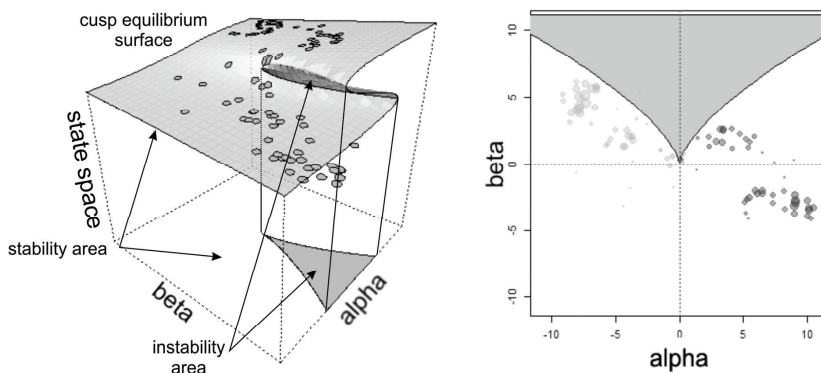 cusp equilibrium
surface
state space
stability area
beta
alpha
instability
area
beta
10
5
0
-5
-10
-10
-5
0
5
10
alpha